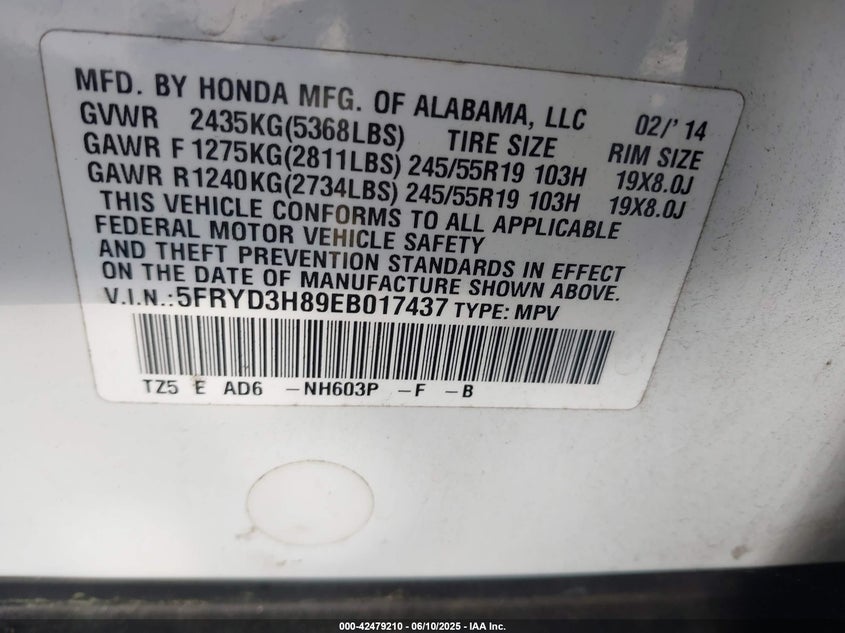 MFD. BY HONDA MFG. OF ALABAMA, LLC 02/' 14
GVWR 2435KG(5368LBS) TIRE SIZE RIM SIZE
GAWR F 1275KG(2811LBS) 245/55R19 103H 19X8.0J
GAWR R1240KG(2734LBS) 245/55R19 103H 19X8.0J
THIS VEHICLE CONFORMS TO ALL APPLICABLE
FEDERAL MOTOR VEHICLE SAFETY
AND THEFT PREVENTION STANDARDS IN EFFECT
ON THE DATE OF MANUFACTURE SHOWN ABOVE.
V.I.N.:5FRYD3H89EB017437 TYPE: MPV
TZ5 E AD6 -NH603P -F -B
000-42479210 - 06/10/2025 - IAA Inc.